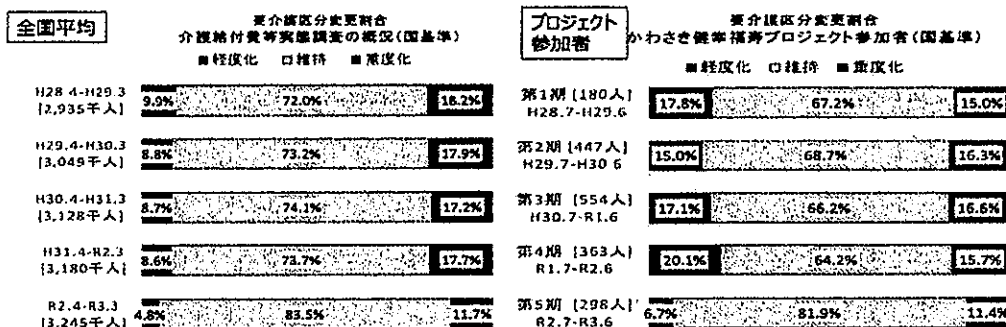 全国平均
要介護区分変更割合
介護給付費等実態調査の概況(国基準)
■軽度化 □維持 ■重度化
H28.4-H29.3
[2,935千人]
9.9% 72.0% 18.2%
H29.4-H30.3
[3,049千人]
8.8% 73.2% 17.9%
H30.4-H31.3
[3,128千人]
8.7% 74.1% 17.2%
H31.4-R2.3
[3,180千人]
8.6% 73.7% 17.7%
R2.4-R3.3
[3,245千人]
4.8% 83.5% 11.7%
プロジェクト
参加者
要介護区分変更割合
かわさき健幸福寿プロジェクト参加者(国基準)
■軽度化 □維持 ■重度化
第1期 [180人]
H28.7-H29.6
17.8% 67.2% 15.0%
第2期 [447人]
H29.7-H30 6
15.0% 68.7% 16.3%
第3期 [554人]
H30.7-R1.6
17.1% 66.2% 16.6%
第4期 [363人]
R1.7-R2.6
20.1% 64.2% 15.7%
第5期 [298人]
R2.7-R3.6
6.7% 81.9% 11.4%